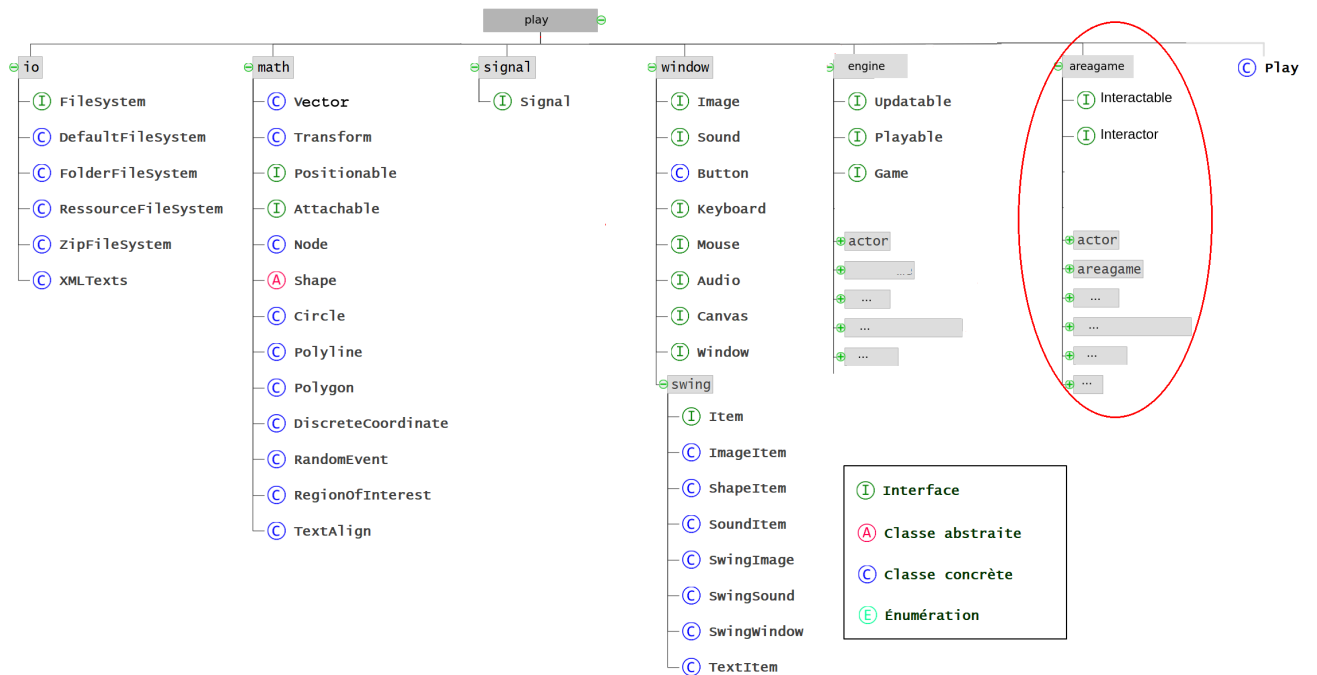 play
io
FileSystem
DefaultFileSystem
FolderFileSystem
RessourceFileSystem
ZipFileSystem
XMLTexts
math
Vector
Transform
Positionable
Attachable
Node
Shape
Circle
Polyline
Polygon
DiscreteCoordinate
RandomEvent
RegionOfInterest
TextAlign
signal
Signal
window
Image
Sound
Button
Keyboard
Mouse
Audio
Canvas
Window
swing
Item
ImageItem
ShapeItem
SoundItem
SwingImage
SwingSound
SwingWindow
TextItem
engine
Updatable
Playable
Game
actor
...
...
...
areagame
Interactable
Interactor
actor
areagame
...
...
...
...
Play
I Interface
A Classe abstraite
C Classe concrète
E Énumération